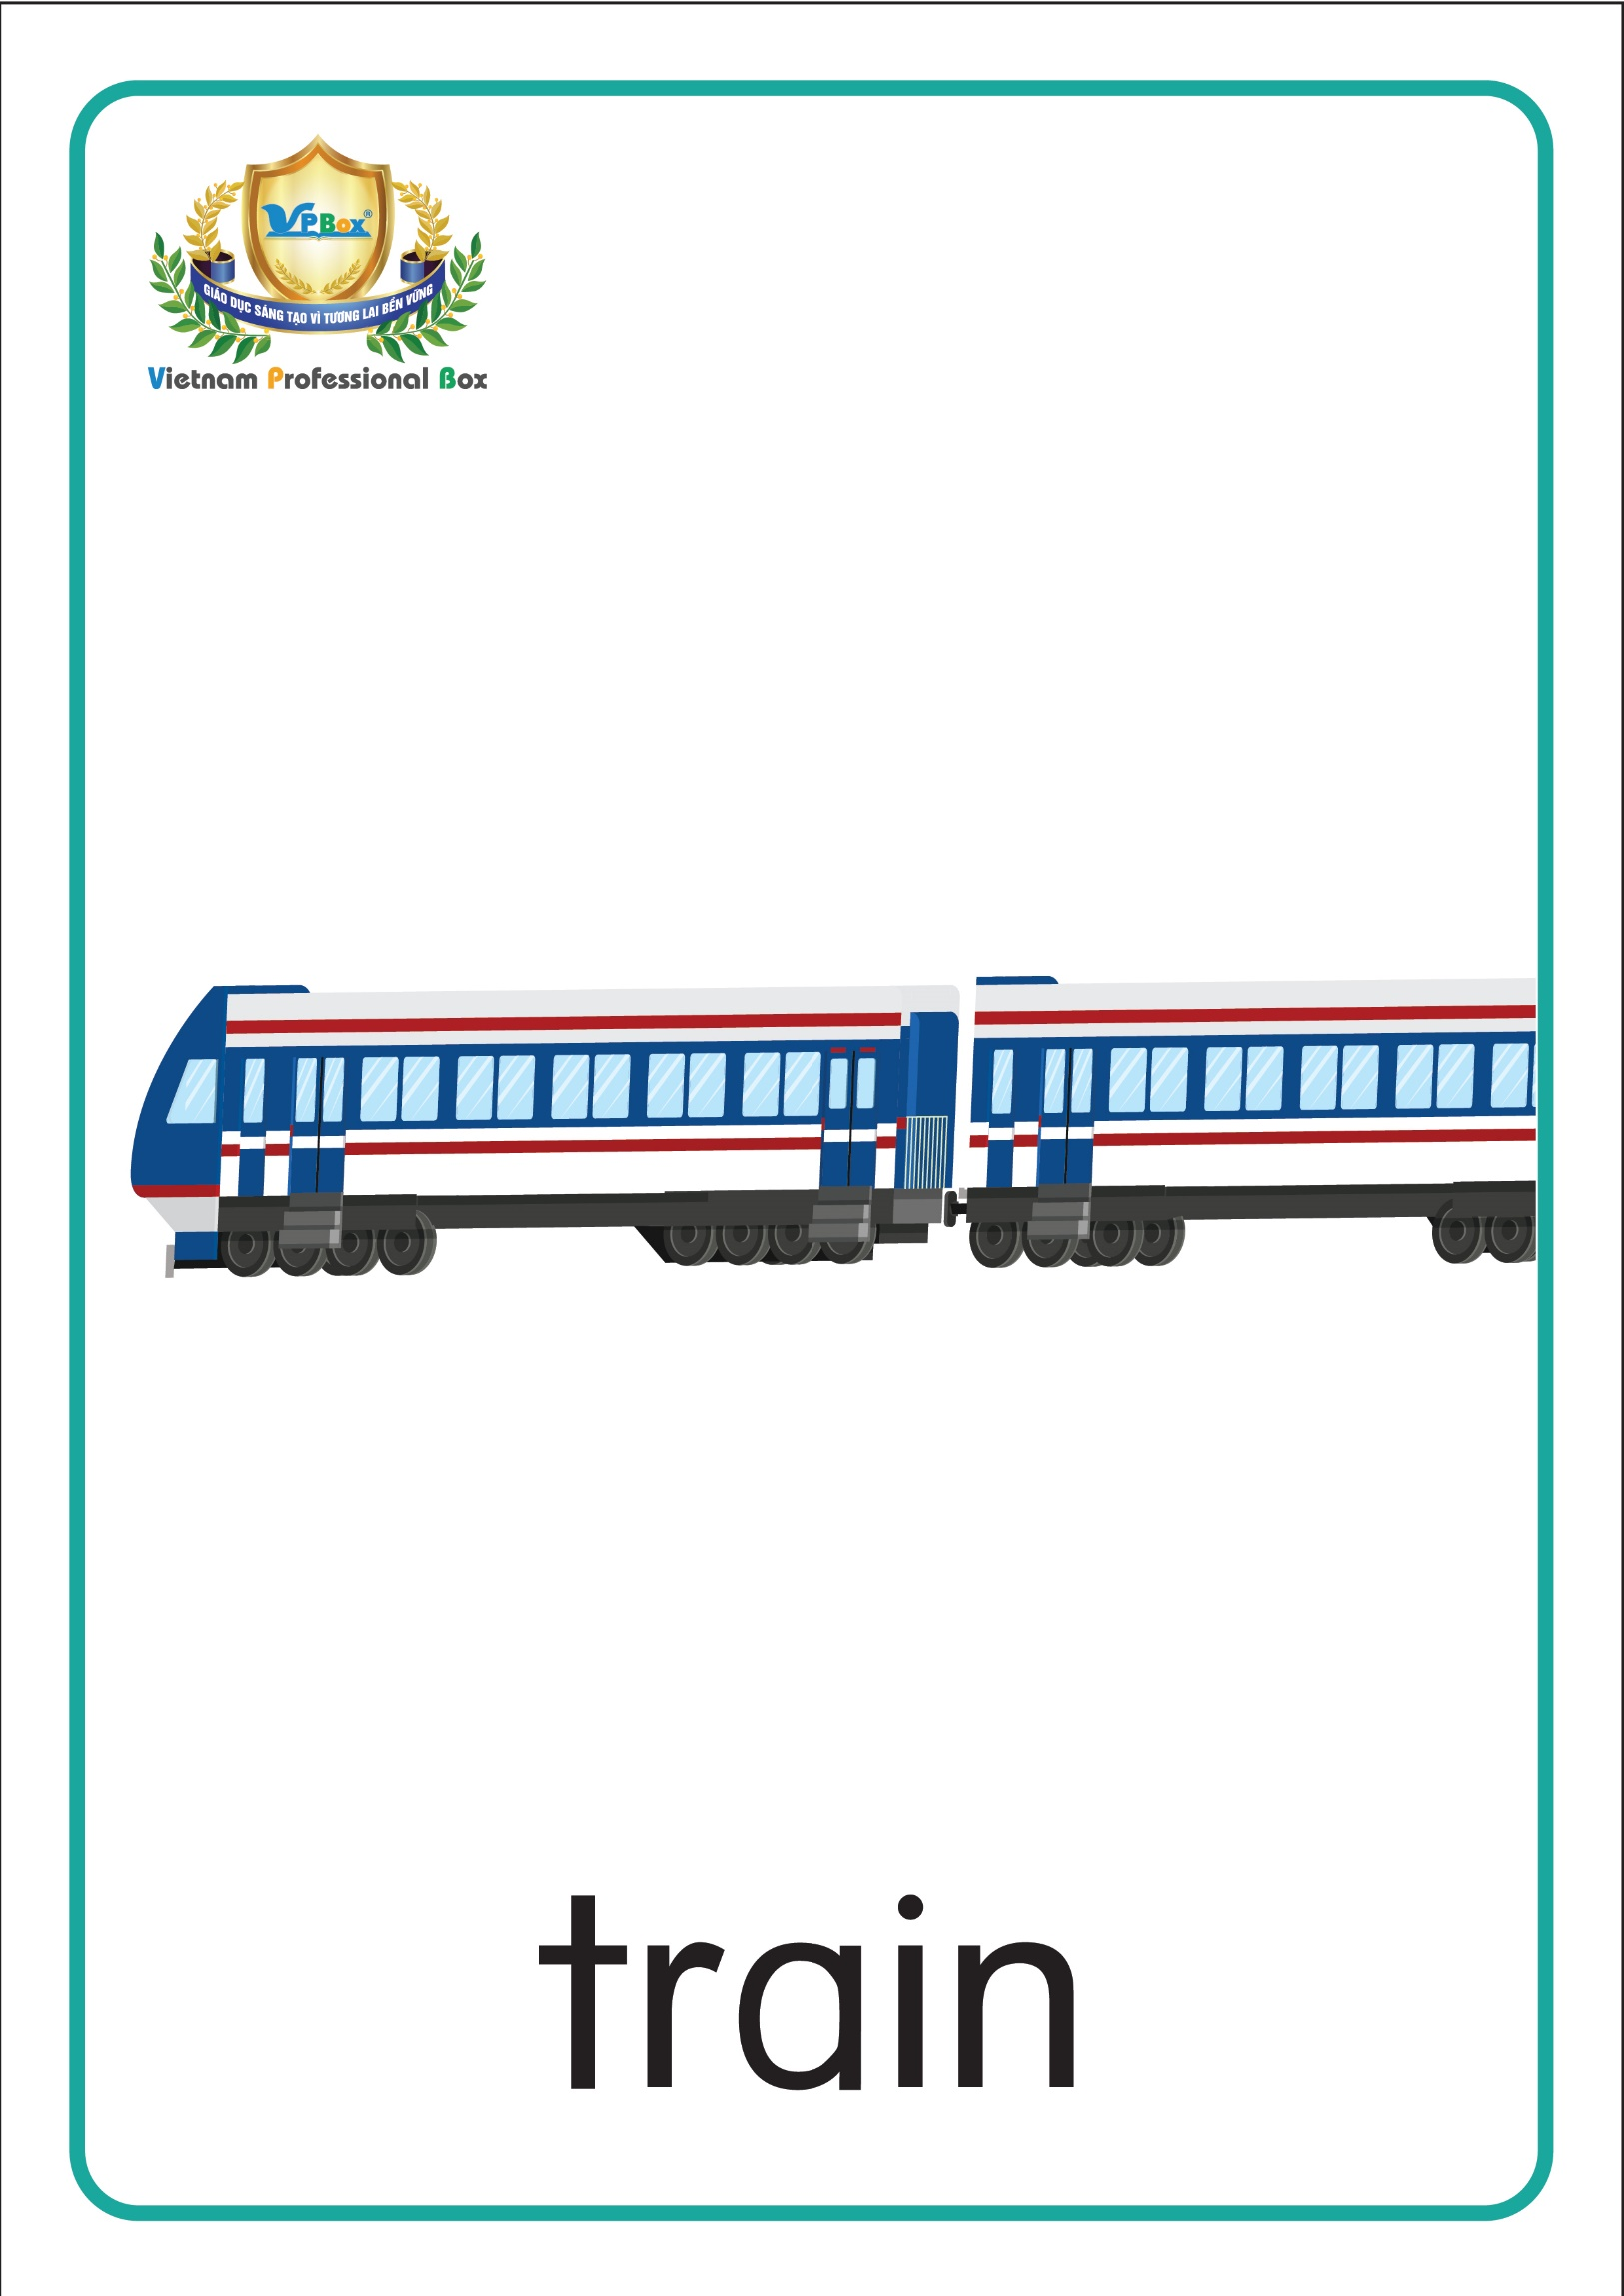 VPBox®
GIÁO DỤC SÁNG TẠO VÌ TƯƠNG LAI BỀN VỮNG
Vietnam Professional Box
train